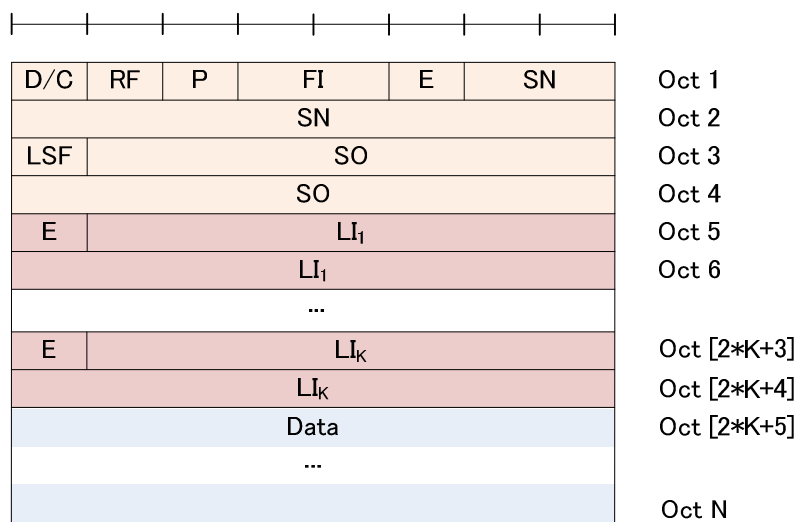 D/C RF P FI E SN Oct 1
SN Oct 2
LSF SO Oct 3
SO Oct 4
E LI₁ Oct 5
LI₁ Oct 6
...
E LIK Oct [2*K+3]
LIK Oct [2*K+4]
Data Oct [2*K+5]
...
Oct N